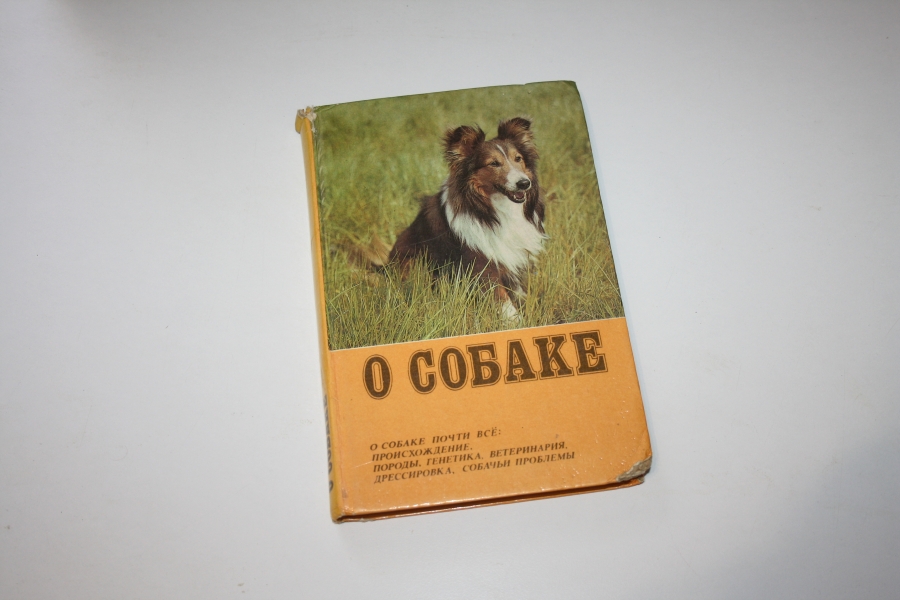 О СОБАКЕ
О СОБАКЕ ПОЧТИ ВСЁ:
ПРОИСХОЖДЕНИЕ,
ПОРОДЫ, ГЕНЕТИКА, ВЕТЕРИНАРИЯ,
ДРЕССИРОВКА, СОБАЧЬИ ПРОБЛЕМЫ